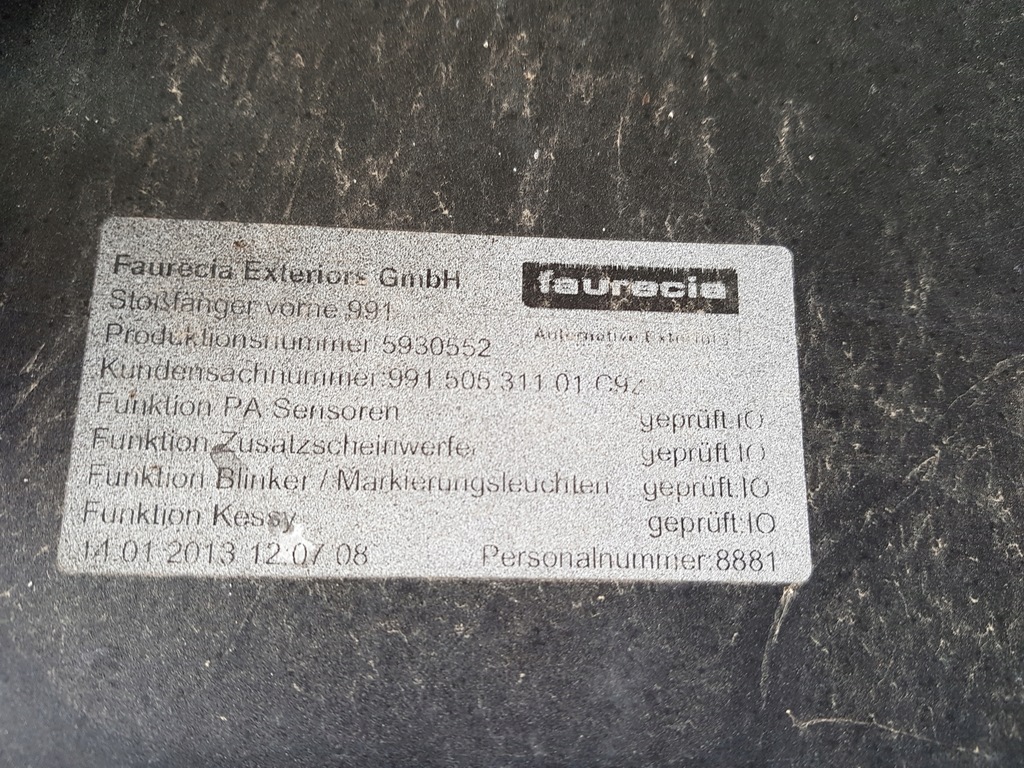 Faurecia Exteriors GmbH
faurecia
Stoßfänger vorne 991
Automotive Exteriors
Produktionsnummer 5930552
Kundensachnummer:991 505 311 01
Funktion PA Sensoren geprüft IO
Funktion Zusatzscheinwerfer geprüft IO
Funktion Blinker / Markierungsleuchten geprüft IO
Funktion Kessy geprüft IO
14.01 2013 12:07 08 Personalnummer:8881